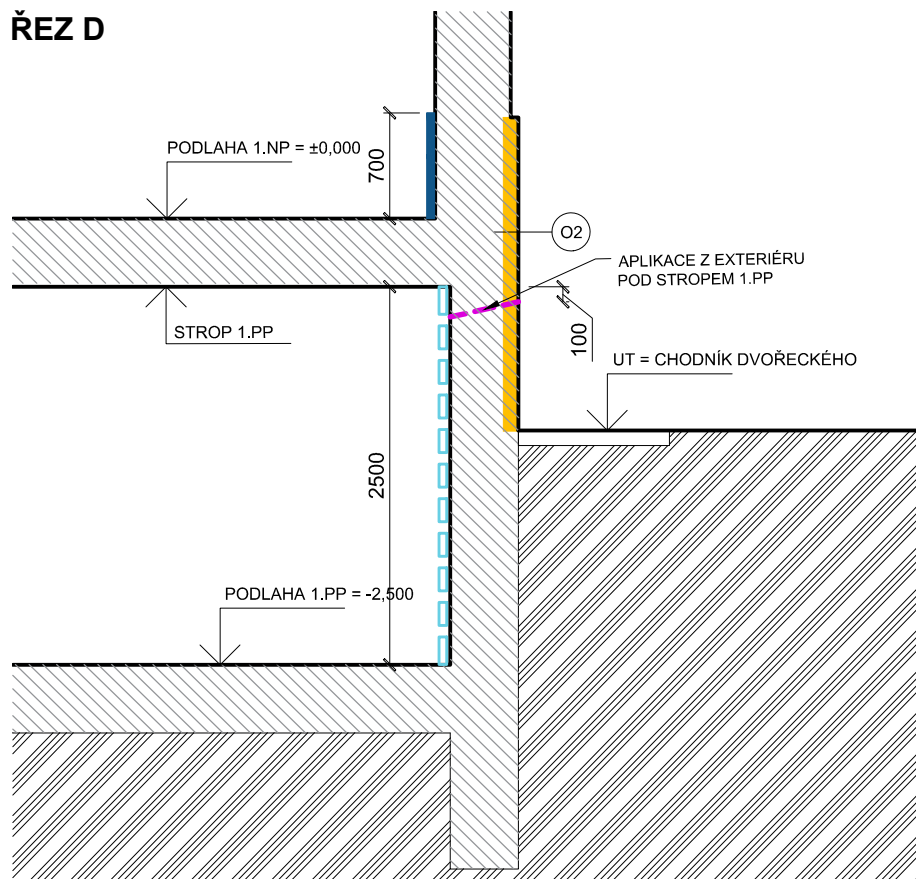 ŘEZ D
PODLAHA 1.NP = ±0,000
700
O2
APLIKACE Z EXTERIÉRU
POD STROPEM 1.PP
STROP 1.PP
100
UT = CHODNÍK DVOŘECKÉHO
2500
PODLAHA 1.PP = -2,500